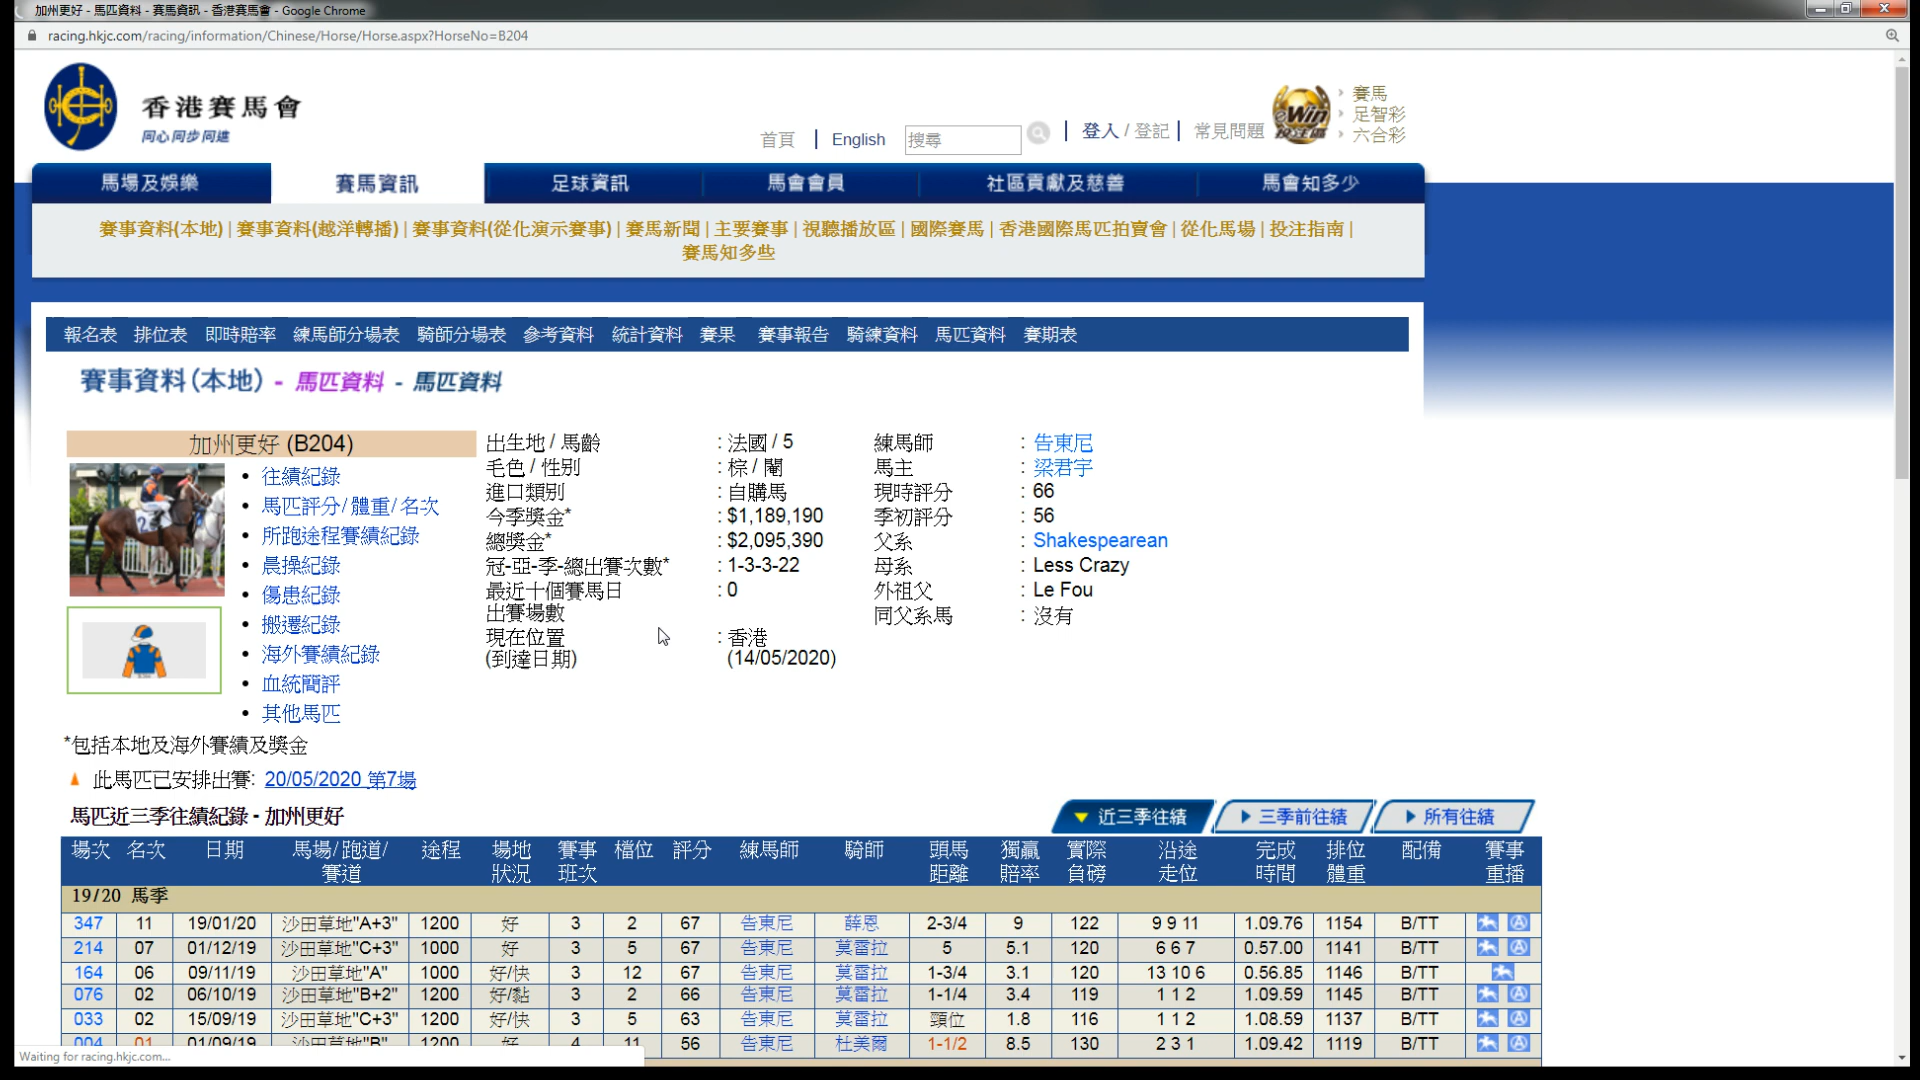 加州更好 - 馬匹資料 - 賽馬資訊 - 香港賽馬會 - Google Chrome
racing.hkjc.com/racing/information/Chinese/Horse/Horse.aspx?HorseNo=B204
香港賽馬會
同心同步同進
首頁 | English 搜尋 | 登入 / 登記 | 常見問題
eWin
投注區
賽馬
足智彩
六合彩
馬場及娛樂 賽馬資訊 足球資訊 馬會會員 社區貢獻及慈善 馬會知多少
賽事資料(本地) | 賽事資料(越洋轉播) | 賽事資料(從化演示賽事) | 賽馬新聞 | 主要賽事 | 視聽播放區 | 國際賽馬 | 香港國際馬匹拍賣會 | 從化馬場 | 投注指南 |
賽馬知多些
報名表 排位表 即時賠率 練馬師分場表 騎師分場表 參考資料 統計資料 賽果 賽事報告 騎練資料 馬匹資料 賽期表
賽事資料(本地) - 馬匹資料 - 馬匹資料
加州更好 (B204)
• 往績紀錄
• 馬匹評分/體重/名次
• 所跑途程賽績紀錄
• 晨操紀錄
• 傷患紀錄
• 搬遷紀錄
• 海外賽績紀錄
• 血統簡評
• 其他馬匹
出生地 / 馬齡 : 法國 / 5
毛色 / 性別 : 棕 / 閹
進口類別 : 自購馬
今季獎金* : $1,189,190
總獎金* : $2,095,390
冠-亞-季-總出賽次數* : 1-3-3-22
最近十個賽馬日 : 0
出賽場數
現在位置 : 香港
(到達日期) (14/05/2020)
練馬師 : 告東尼
馬主 : 梁君宇
現時評分 : 66
季初評分 : 56
父系 : Shakespearean
母系 : Less Crazy
外祖父 : Le Fou
同父系馬 : 沒有
*包括本地及海外賽績及獎金
此馬匹已安排出賽: 20/05/2020 第7場
馬匹近三季往績紀錄 - 加州更好
近三季往績 三季前往績 所有往績
場次 名次 日期 馬場/跑道/ 途程 場地 賽事 檔位 評分 練馬師 騎師 頭馬 獨贏 實際 沿途 完成 排位 配備 賽事
賽道 狀況 班次 距離 賠率 負磅 走位 時間 體重 重播
19/20 馬季
347 11 19/01/20 沙田草地"A+3" 1200 好 3 2 67 告東尼 薛恩 2-3/4 9 122 9 9 11 1.09.76 1154 B/TT
214 07 01/12/19 沙田草地"C+3" 1000 好 3 5 67 告東尼 莫雷拉 5 5.1 120 6 6 7 0.57.00 1141 B/TT
164 06 09/11/19 沙田草地"A" 1000 好/快 3 12 67 告東尼 莫雷拉 1-3/4 3.1 120 13 10 6 0.56.85 1146 B/TT
076 02 06/10/19 沙田草地"B+2" 1200 好/黏 3 2 66 告東尼 莫雷拉 1-1/4 3.4 119 1 1 2 1.09.59 1145 B/TT
033 02 15/09/19 沙田草地"C+3" 1200 好/快 3 5 63 告東尼 莫雷拉 頸位 1.8 116 1 1 2 1.08.59 1137 B/TT
004 01 01/09/19 沙田草地"B" 1200 好 4 11 56 告東尼 杜美爾 1-1/2 8.5 130 2 3 1 1.09.42 1119 B/TT
Waiting for racing.hkjc.com...